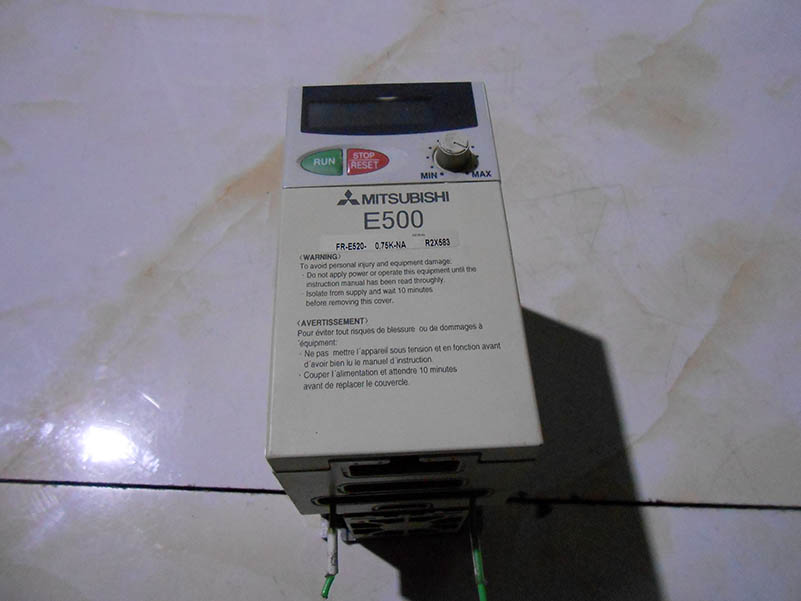 RUN
STOP
RESET
MIN
MAX
MITSUBISHI
E500
FR-E520- 0.75K-NA R2X583
〈WARNING〉
To avoid personal injury and equipment damage:
· Do not apply power or operate this equipment until the
instruction manual has been read throughly.
· Isolate from supply and wait 10 minutes
before removing this cover.
〈AVERTISSEMENT〉
Pour éviter tout risques de blessure ou de dommages à
'équipment:
· Ne pas mettre l'appareil sous tension et en fonction avant
d'avoir bien lu le manuel d'instruction.
· Couper l'alimentation et attendre 10 minutes
avant de replacer le couvercle.